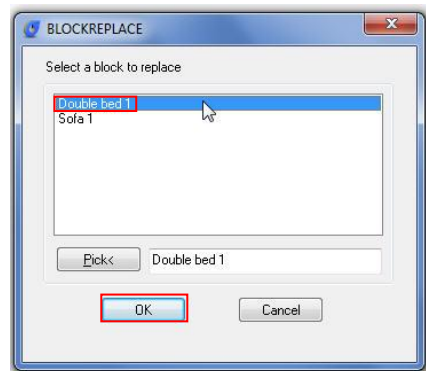 BLOCKREPLACE
Select a block to replace
Double bed 1
Sofa 1
Pick< Double bed 1
OK Cancel